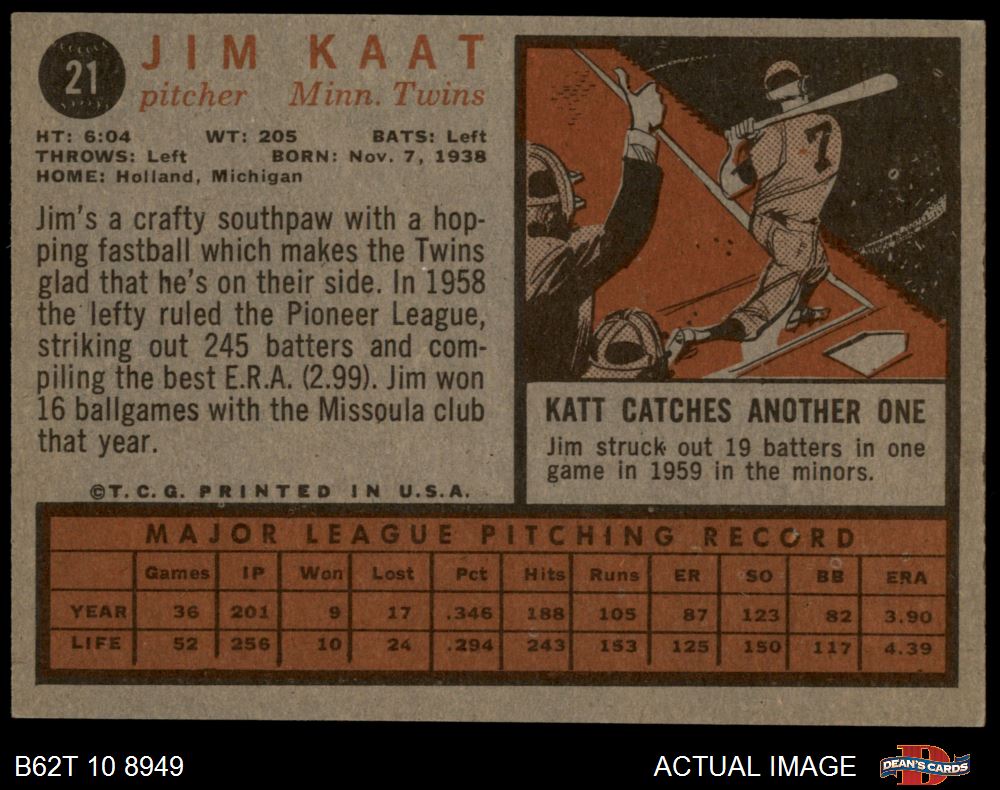 21
JIM KAAT
pitcher Minn. Twins
HT: 6:04 WT: 205 BATS: Left
THROWS: Left BORN: Nov. 7, 1938
HOME: Holland, Michigan
Jim's a crafty southpaw with a hop-
ping fastball which makes the Twins
glad that he's on their side. In 1958
the lefty ruled the Pioneer League,
striking out 245 batters and com-
piling the best E.R.A. (2.99). Jim won
16 ballgames with the Missoula club
that year.
©T.C.G. PRINTED IN U.S.A.
7
KATT CATCHES ANOTHER ONE
Jim struck out 19 batters in one
game in 1959 in the minors.
MAJOR LEAGUE PITCHING RECORD
Games IP Won Lost Pct Hits Runs ER SO BB ERA
YEAR 36 201 9 17 .346 188 105 87 123 82 3.90
LIFE 52 256 10 24 .294 243 153 125 150 117 4.39
B62T 10 8949
ACTUAL IMAGE
D
DEAN'S CARDS